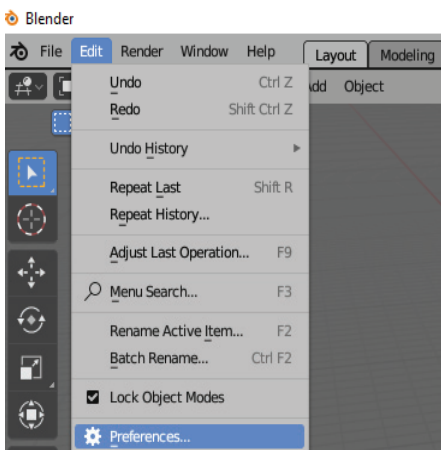 Blender
File Edit Render Window Help Layout Modeling
Undo Ctrl Z
Add Object
Redo Shift Ctrl Z
Undo History
Repeat Last Shift R
Repeat History...
Adjust Last Operation... F9
Menu Search... F3
Rename Active Item... F2
Batch Rename... Ctrl F2
Lock Object Modes
Preferences...